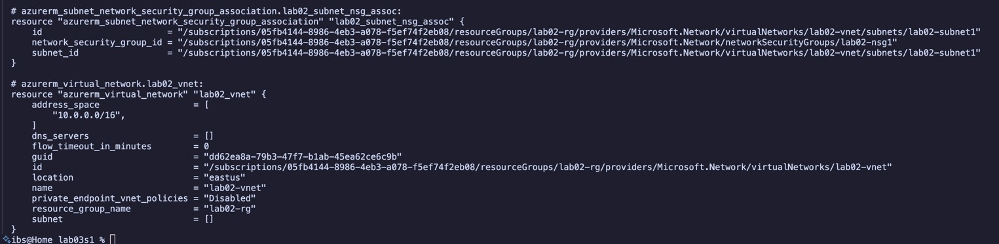 # azurerm_subnet_network_security_group_association.lab02_subnet_nsg_assoc:
resource "azurerm_subnet_network_security_group_association" "lab02_subnet_nsg_assoc" {
    id                        = "/subscriptions/05fb4144-8986-4eb3-a078-f5ef74f2eb08/resourceGroups/lab02-rg/providers/Microsoft.Network/virtualNetworks/lab02-vnet/subnets/lab02-subnet1"
    network_security_group_id = "/subscriptions/05fb4144-8986-4eb3-a078-f5ef74f2eb08/resourceGroups/lab02-rg/providers/Microsoft.Network/networkSecurityGroups/lab02-nsg1"
    subnet_id                 = "/subscriptions/05fb4144-8986-4eb3-a078-f5ef74f2eb08/resourceGroups/lab02-rg/providers/Microsoft.Network/virtualNetworks/lab02-vnet/subnets/lab02-subnet1"
}

# azurerm_virtual_network.lab02_vnet:
resource "azurerm_virtual_network" "lab02_vnet" {
    address_space                  = [
        "10.0.0.0/16",
    ]
    dns_servers                    = []
    flow_timeout_in_minutes        = 0
    guid                           = "dd62ea8a-79b3-47f7-b1ab-45ea62ce6c9b"
    id                             = "/subscriptions/05fb4144-8986-4eb3-a078-f5ef74f2eb08/resourceGroups/lab02-rg/providers/Microsoft.Network/virtualNetworks/lab02-vnet"
    location                       = "eastus"
    name                           = "lab02-vnet"
    private_endpoint_vnet_policies = "Disabled"
    resource_group_name            = "lab02-rg"
    subnet                         = []
}
ibs@Home lab03s1 %